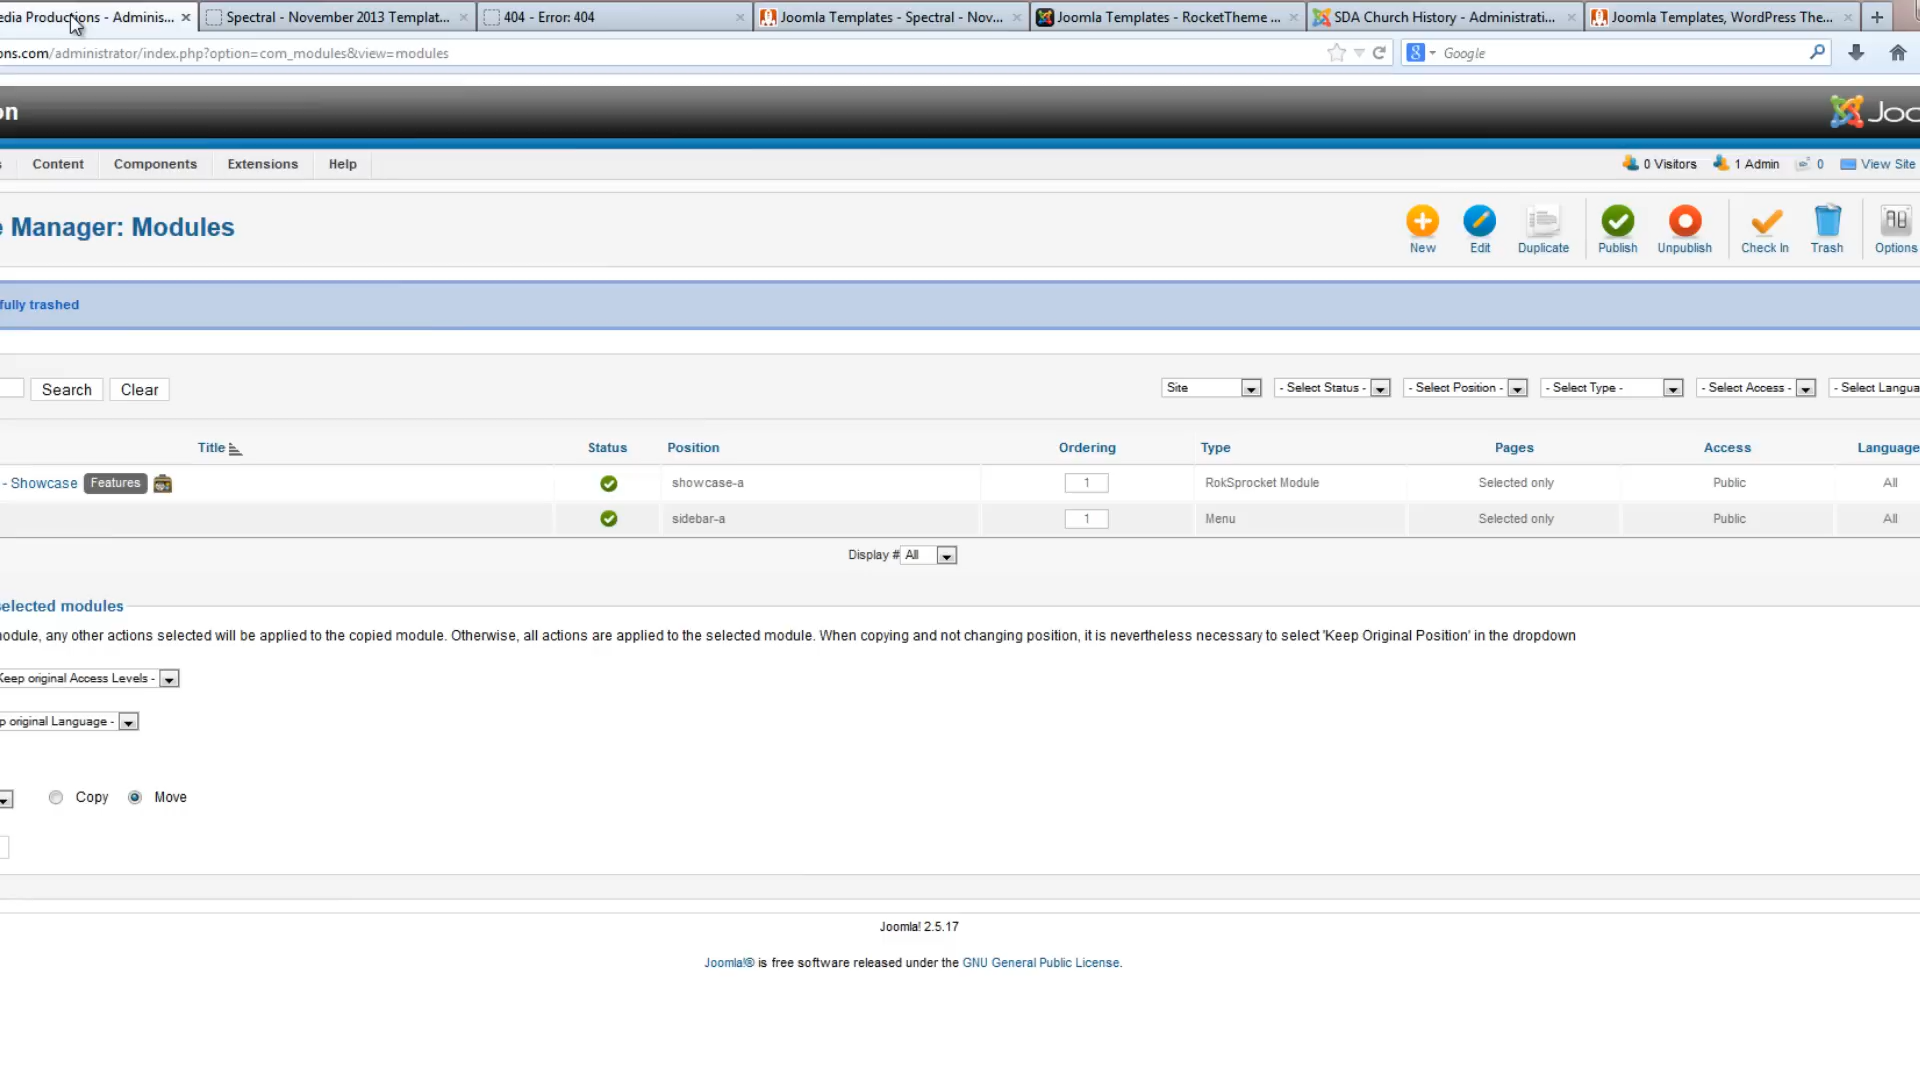 edia Productions - Adminis... Spectral - November 2013 Templat... 404 - Error: 404 Joomla Templates - Spectral - Nov... Joomla Templates - RocketTheme ... SDA Church History - Administrati... Joomla Templates, WordPress The...
ons.com/administrator/index.php?option=com_modules&view=modules Google
on Joo
s Content Components Extensions Help 0 Visitors 1 Admin 0 View Site
e Manager: Modules New Edit Duplicate Publish Unpublish Check In Trash Options
fully trashed
Search Clear Site - Select Status - - Select Position - - Select Type - - Select Access - - Select Langua
Title Status Position Ordering Type Pages Access Language
- Showcase Features showcase-a 1 RokSprocket Module Selected only Public All
sidebar-a 1 Menu Selected only Public All
Display # All
selected modules
module, any other actions selected will be applied to the copied module. Otherwise, all actions are applied to the selected module. When copying and not changing position, it is nevertheless necessary to select 'Keep Original Position' in the dropdown
Keep original Access Levels -
p original Language -
Copy Move
Joomla! 2.5.17
Joomla!® is free software released under the GNU General Public License.